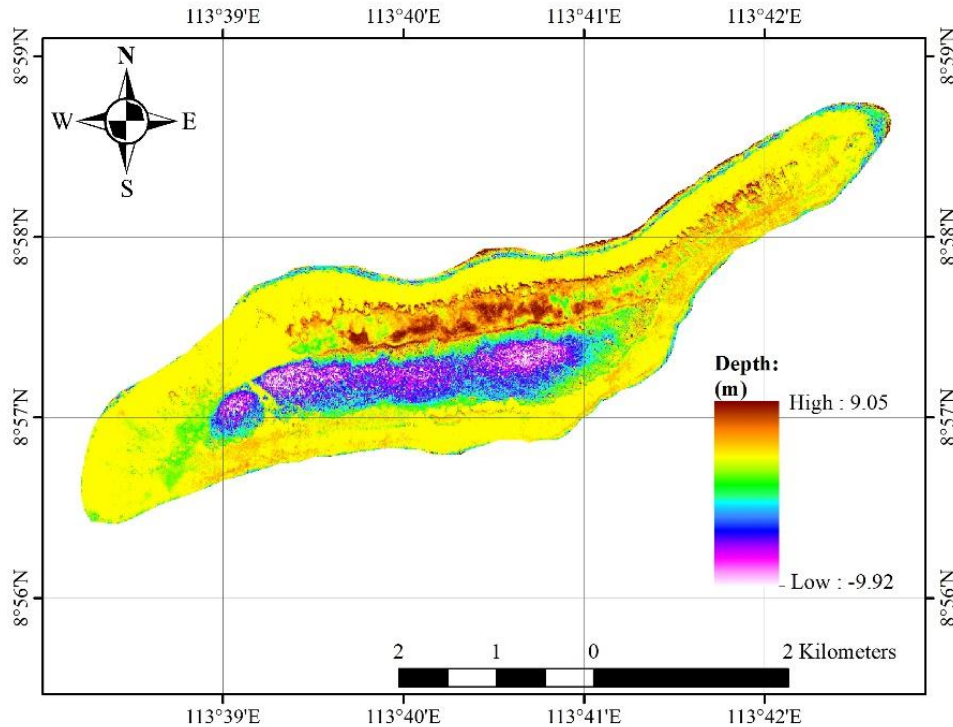 113°39'E 113°40'E 113°41'E 113°42'E
8°59'N 8°59'N
N
W E
S
8°58'N 8°58'N
Depth:
(m)
High : 9.05
8°57'N 8°57'N
Low : -9.92
8°56'N 8°56'N
2 1 0 2 Kilometers
113°39'E 113°40'E 113°41'E 113°42'E